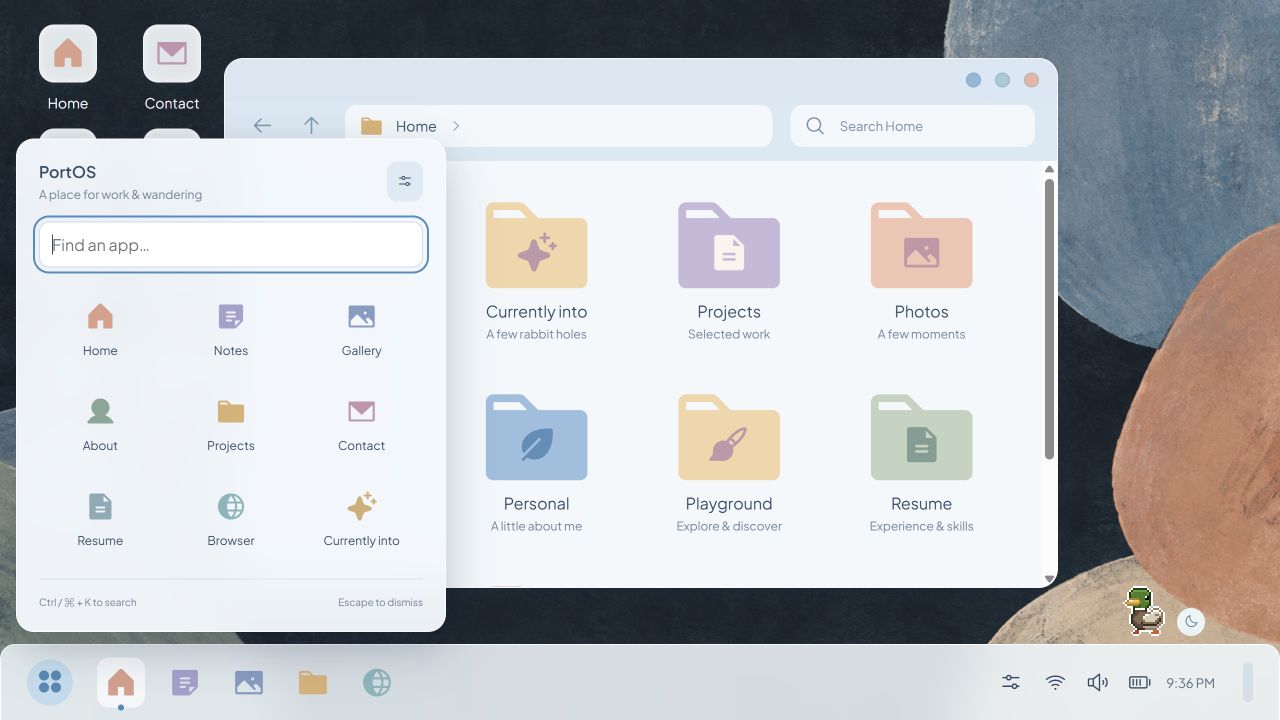 Home
Contact
Home
Search Home
PortOS
A place for work & wandering
Find an app...
Home
Notes
Gallery
About
Projects
Contact
Resume
Browser
Currently into
Ctrl / ⌘ + K to search
Escape to dismiss
Currently into
A few rabbit holes
Projects
Selected work
Photos
A few moments
Personal
A little about me
Playground
Explore & discover
Resume
Experience & skills
9:36 PM